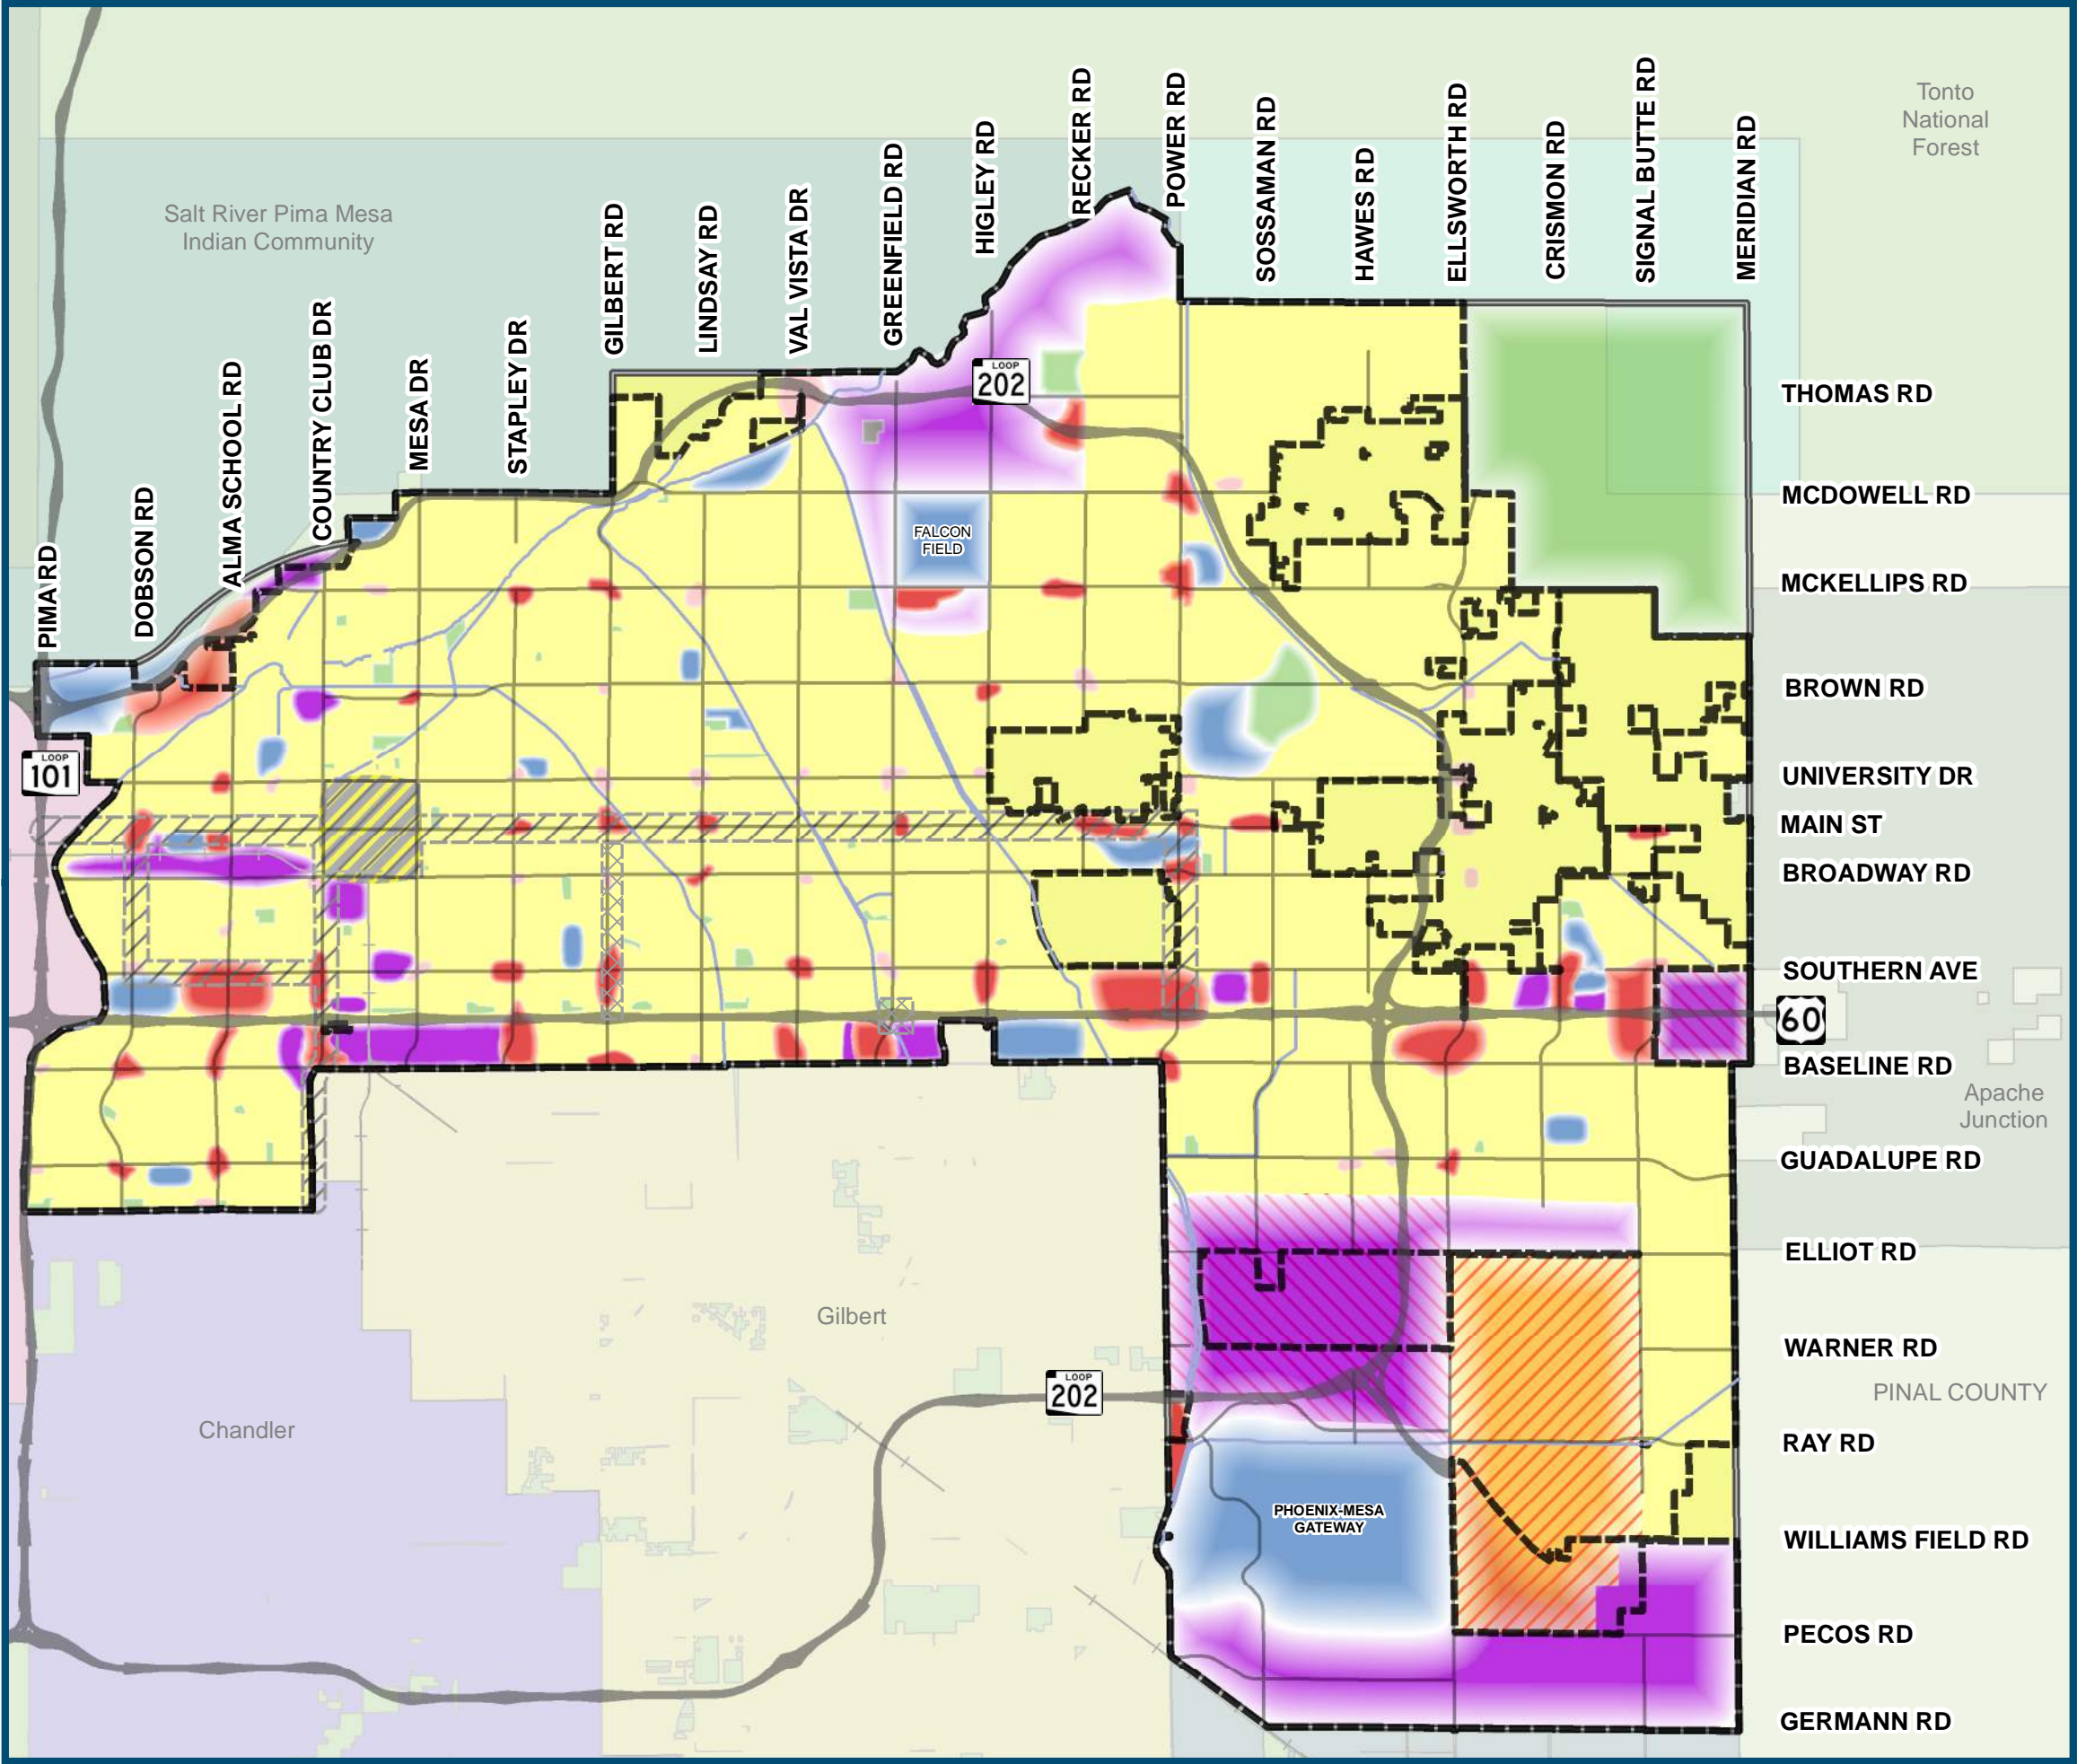 Tonto
National
Forest
Salt River Pima Mesa
Indian Community
PIMA RD
DOBSON RD
ALMA SCHOOL RD
COUNTRY CLUB DR
MESA DR
STAPLEY DR
GILBERT RD
LINDSAY RD
VAL VISTA DR
GREENFIELD RD
HIGLEY RD
RECKER RD
POWER RD
SOSSAMAN RD
HAWES RD
ELLSWORTH RD
CRISMON RD
SIGNAL BUTTE RD
MERIDIAN RD
LOOP
202
THOMAS RD
MCDOWELL RD
FALCON
FIELD
MCKELLIPS RD
BROWN RD
LOOP
101
UNIVERSITY DR
MAIN ST
BROADWAY RD
SOUTHERN AVE
60
BASELINE RD
Apache
Junction
GUADALUPE RD
ELLIOT RD
Gilbert
WARNER RD
LOOP
202
PINAL COUNTY
Chandler
RAY RD
PHOENIX-MESA
GATEWAY
WILLIAMS FIELD RD
PECOS RD
GERMANN RD